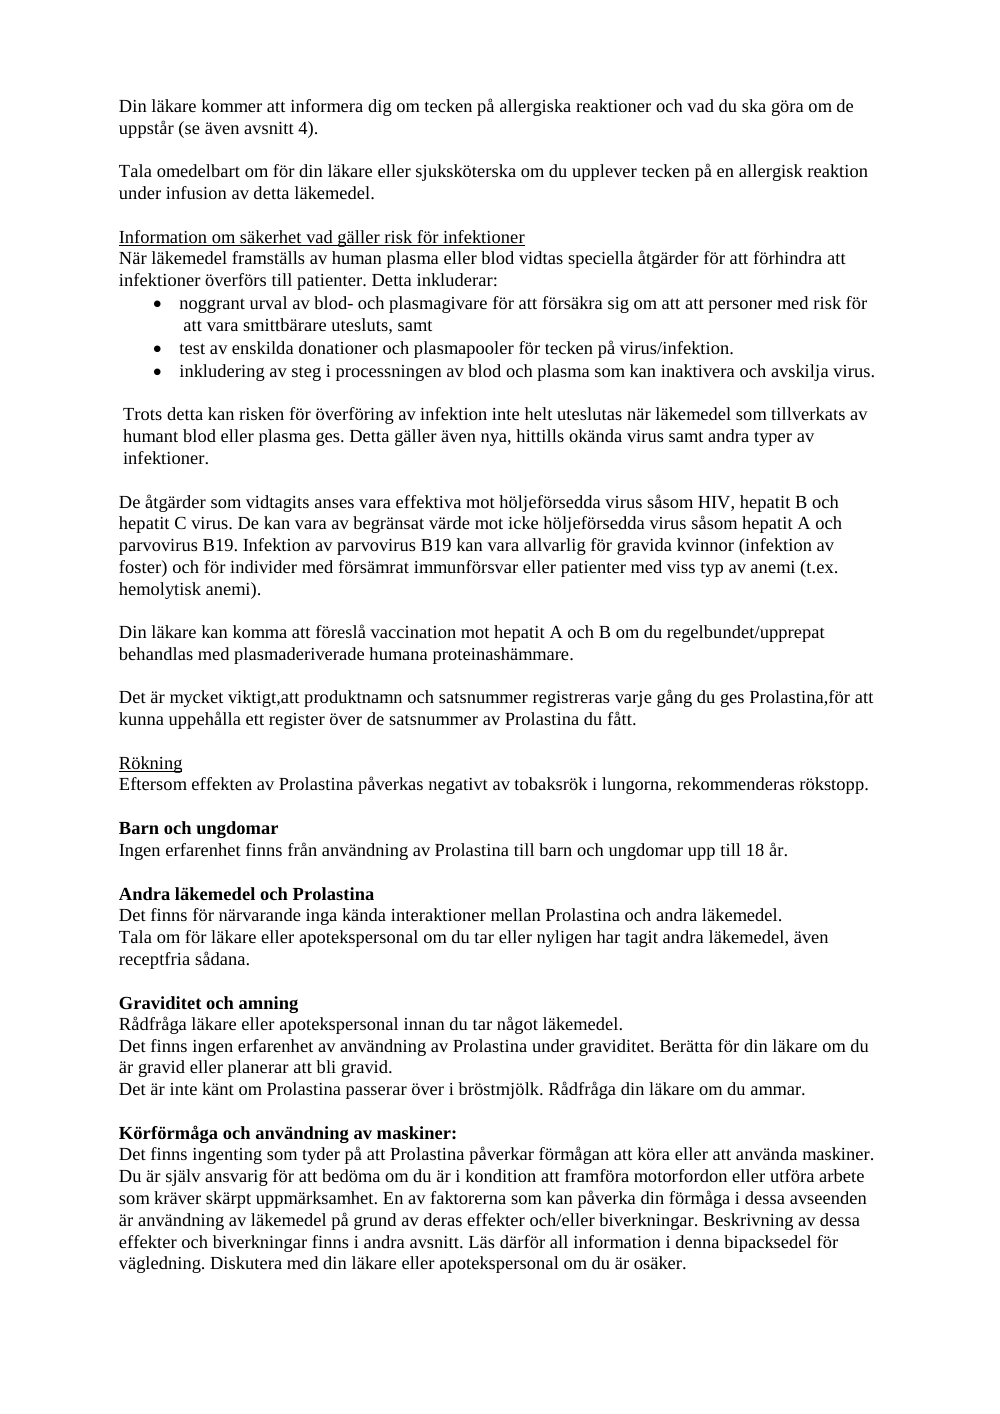 Din läkare kommer att informera dig om tecken på allergiska reaktioner och vad du ska göra om de
uppstår (se även avsnitt 4).
Tala omedelbart om för din läkare eller sjuksköterska om du upplever tecken på en allergisk reaktion
under infusion av detta läkemedel.
Information om säkerhet vad gäller risk för infektioner
När läkemedel framställs av human plasma eller blod vidtas speciella åtgärder för att förhindra att
infektioner överförs till patienter. Detta inkluderar:
• noggrant urval av blod- och plasmagivare för att försäkra sig om att att personer med risk för
att vara smittbärare utesluts, samt
• test av enskilda donationer och plasmapooler för tecken på virus/infektion.
• inkludering av steg i processningen av blod och plasma som kan inaktivera och avskilja virus.
Trots detta kan risken för överföring av infektion inte helt uteslutas när läkemedel som tillverkats av
humant blod eller plasma ges. Detta gäller även nya, hittills okända virus samt andra typer av
infektioner.
De åtgärder som vidtagits anses vara effektiva mot höljeförsedda virus såsom HIV, hepatit B och
hepatit C virus. De kan vara av begränsat värde mot icke höljeförsedda virus såsom hepatit A och
parvovirus B19. Infektion av parvovirus B19 kan vara allvarlig för gravida kvinnor (infektion av
foster) och för individer med försämrat immunförsvar eller patienter med viss typ av anemi (t.ex.
hemolytisk anemi).
Din läkare kan komma att föreslå vaccination mot hepatit A och B om du regelbundet/upprepat
behandlas med plasmaderiverade humana proteinashämmare.
Det är mycket viktigt,att produktnamn och satsnummer registreras varje gång du ges Prolastina,för att
kunna uppehålla ett register över de satsnummer av Prolastina du fått.
Rökning
Eftersom effekten av Prolastina påverkas negativt av tobaksrök i lungorna, rekommenderas rökstopp.
Barn och ungdomar
Ingen erfarenhet finns från användning av Prolastina till barn och ungdomar upp till 18 år.
Andra läkemedel och Prolastina
Det finns för närvarande inga kända interaktioner mellan Prolastina och andra läkemedel.
Tala om för läkare eller apotekspersonal om du tar eller nyligen har tagit andra läkemedel, även
receptfria sådana.
Graviditet och amning
Rådfråga läkare eller apotekspersonal innan du tar något läkemedel.
Det finns ingen erfarenhet av användning av Prolastina under graviditet. Berätta för din läkare om du
är gravid eller planerar att bli gravid.
Det är inte känt om Prolastina passerar över i bröstmjölk. Rådfråga din läkare om du ammar.
Körförmåga och användning av maskiner:
Det finns ingenting som tyder på att Prolastina påverkar förmågan att köra eller att använda maskiner.
Du är själv ansvarig för att bedöma om du är i kondition att framföra motorfordon eller utföra arbete
som kräver skärpt uppmärksamhet. En av faktorerna som kan påverka din förmåga i dessa avseenden
är användning av läkemedel på grund av deras effekter och/eller biverkningar. Beskrivning av dessa
effekter och biverkningar finns i andra avsnitt. Läs därför all information i denna bipacksedel för
vägledning. Diskutera med din läkare eller apotekspersonal om du är osäker.